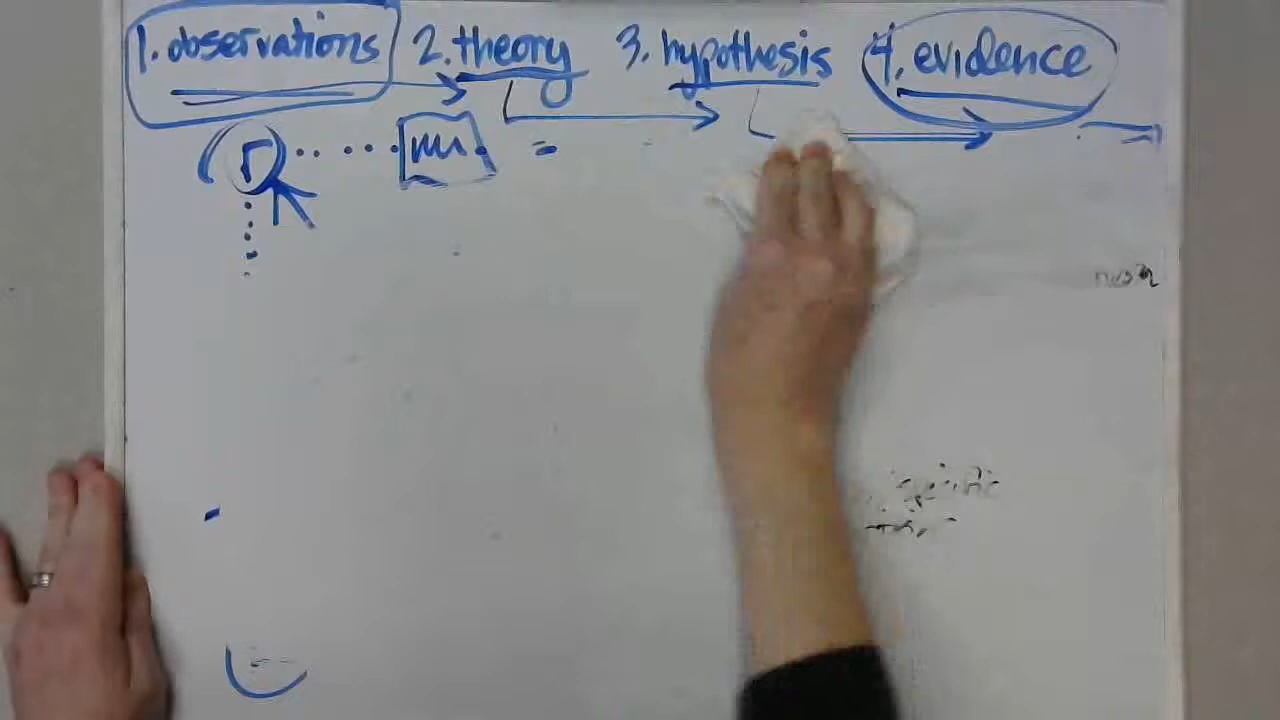 1. observations 2. theory 3. hypothesis 4. evidence
r